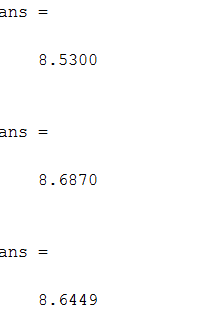 ans =
8.5300
ans =
8.6870
ans =
8.6449